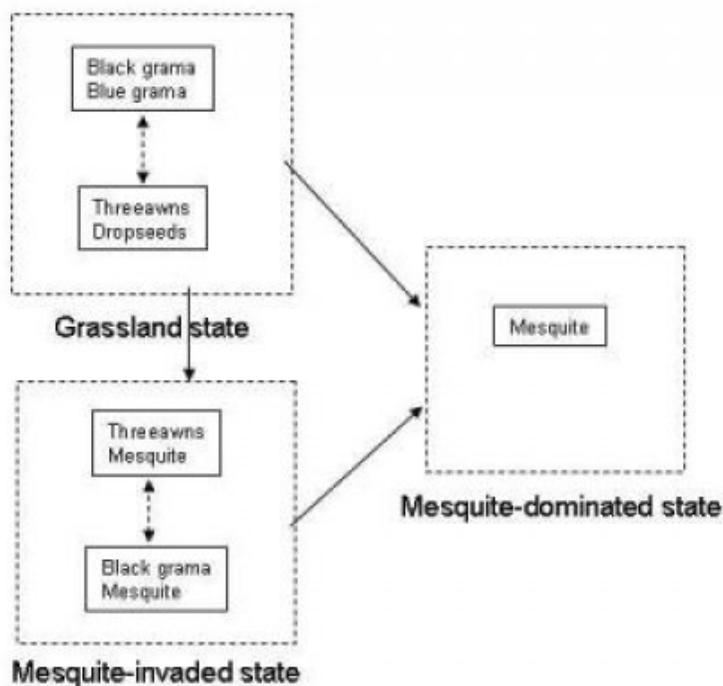 Black grama
Blue grama
Threeawns
Dropseeds
Grassland state
Mesquite
Mesquite-dominated state
Threeawns
Mesquite
Black grama
Mesquite
Mesquite-invaded state